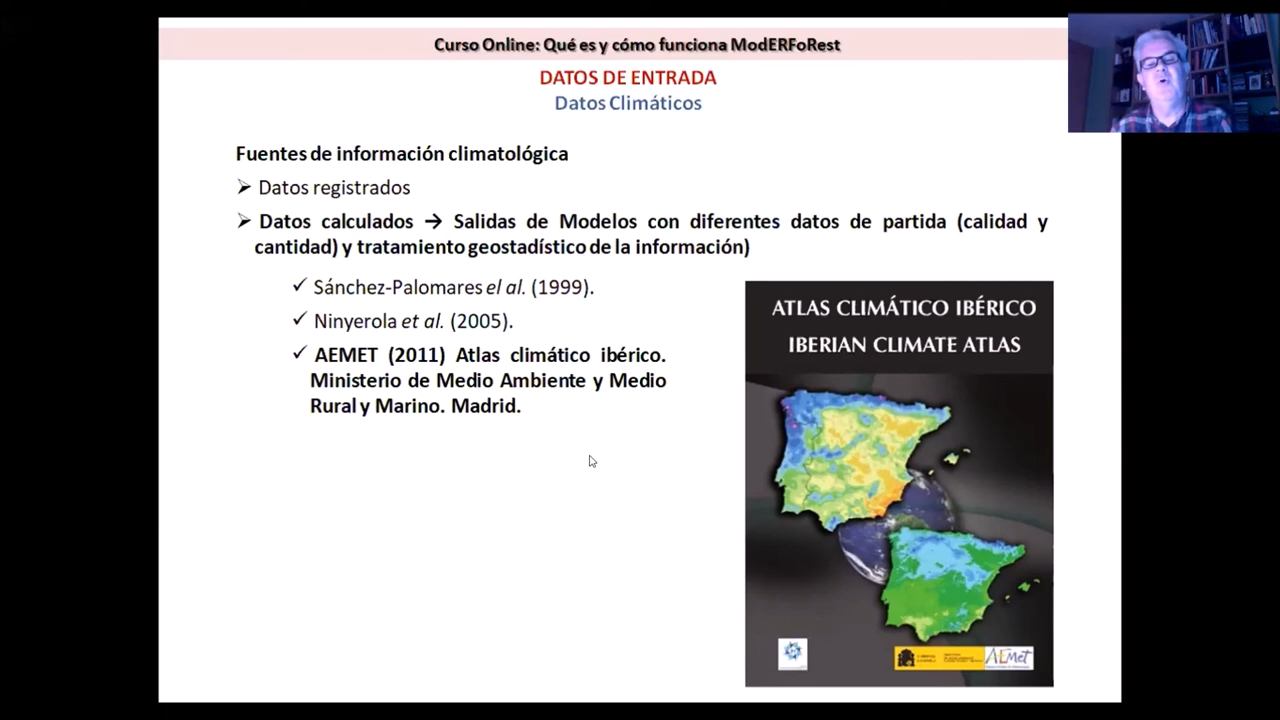 Curso Online: Qué es y cómo funciona ModERFoRest
DATOS DE ENTRADA
Datos Climáticos
Fuentes de información climatológica
➢ Datos registrados
➢ Datos calculados → Salidas de Modelos con diferentes datos de partida (calidad y
cantidad) y tratamiento geostadístico de la información)
✓ Sánchez-Palomares el al. (1999).
✓ Ninyerola et al. (2005).
✓ AEMET (2011) Atlas climático ibérico.
Ministerio de Medio Ambiente y Medio
Rural y Marino. Madrid.
ATLAS CLIMÁTICO IBÉRICO
IBERIAN CLIMATE ATLAS
AEmet